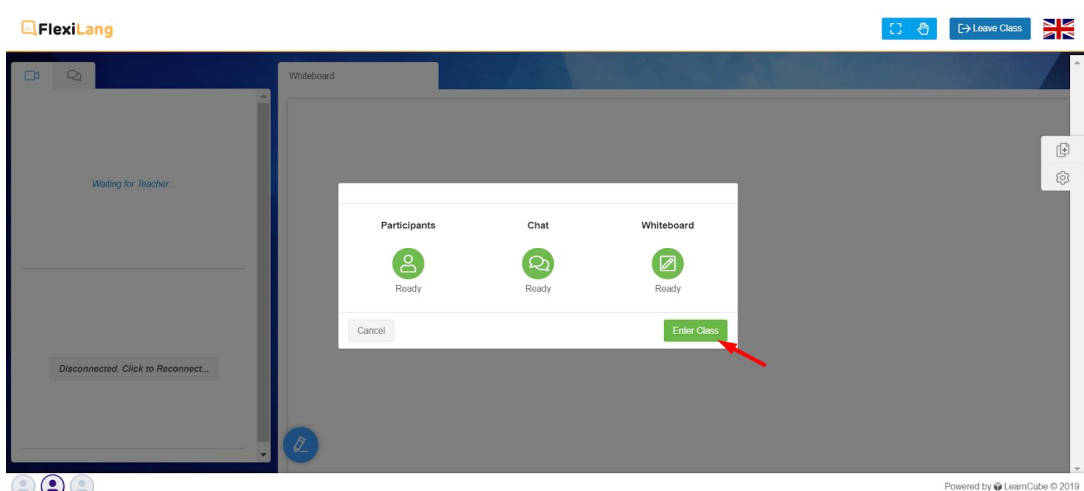 FlexiLang
Leave Class
Whiteboard
Waiting for Teacher...
Participants
Chat
Whiteboard
Ready
Ready
Ready
Cancel
Enter Class
Disconnected. Click to Reconnect...
Powered by LearnCube © 2019